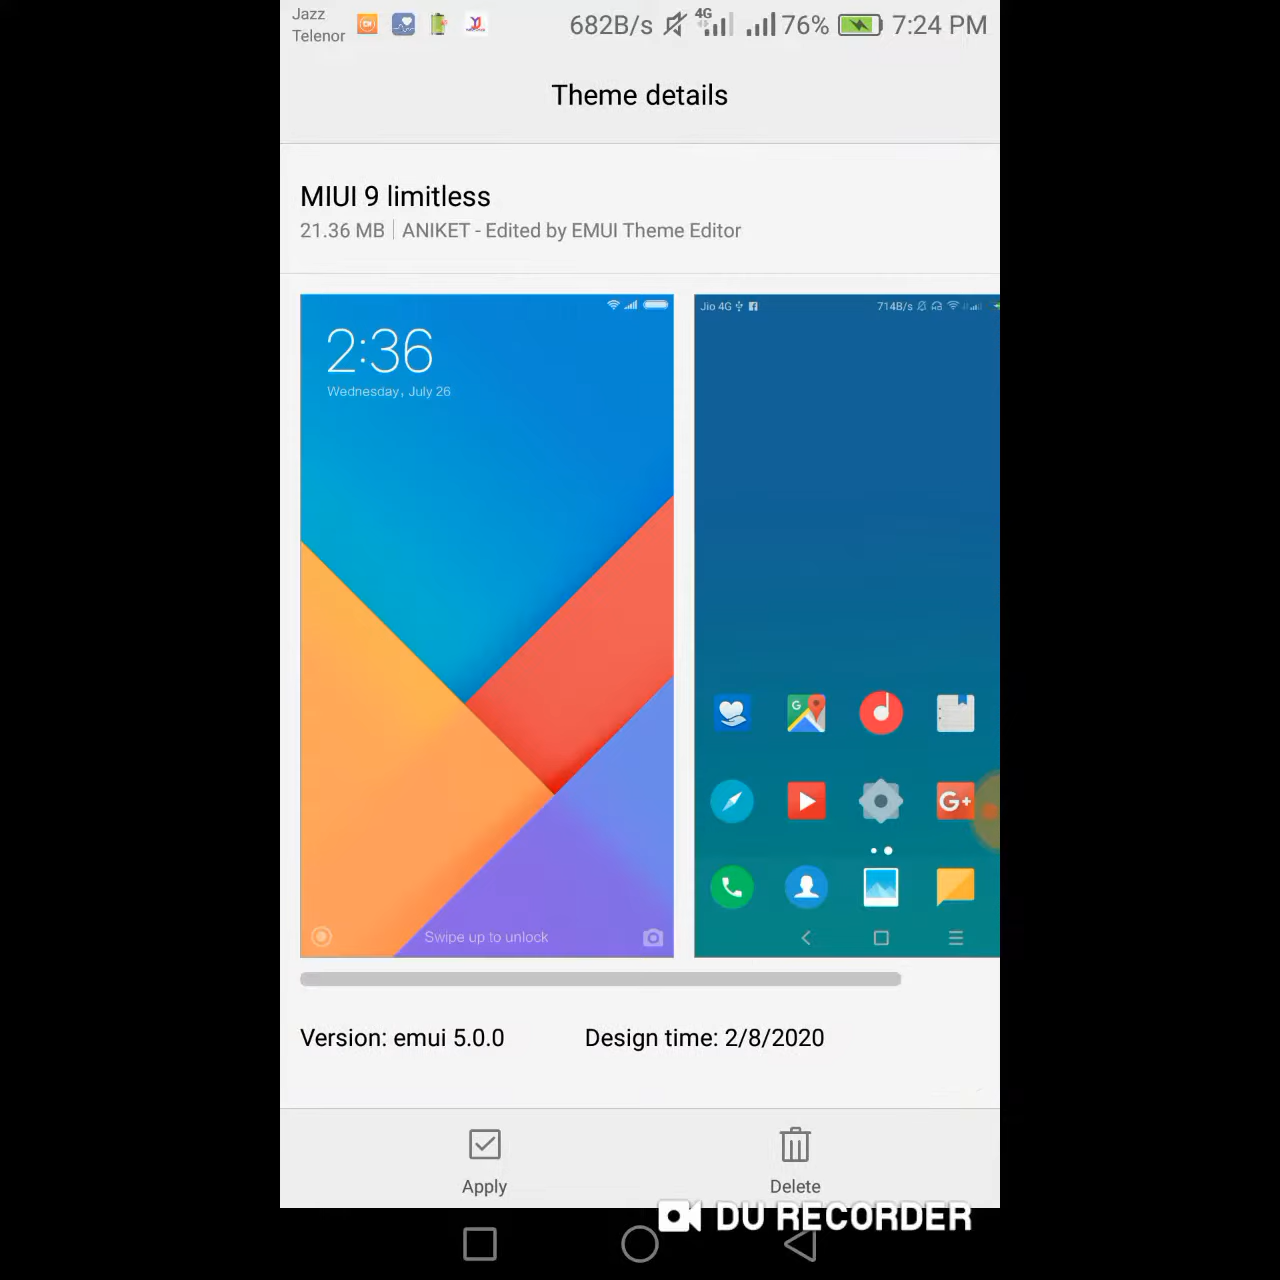 Jazz
Telenor
682B/s 4G 76% 7:24 PM
Theme details
MIUI 9 limitless
21.36 MB | ANIKET - Edited by EMUI Theme Editor
2:36
Wednesday, July 26
Swipe up to unlock
Jio 4G 714B/s
G
G+
Version: emui 5.0.0 Design time: 2/8/2020
Apply Delete
DU RECORDER